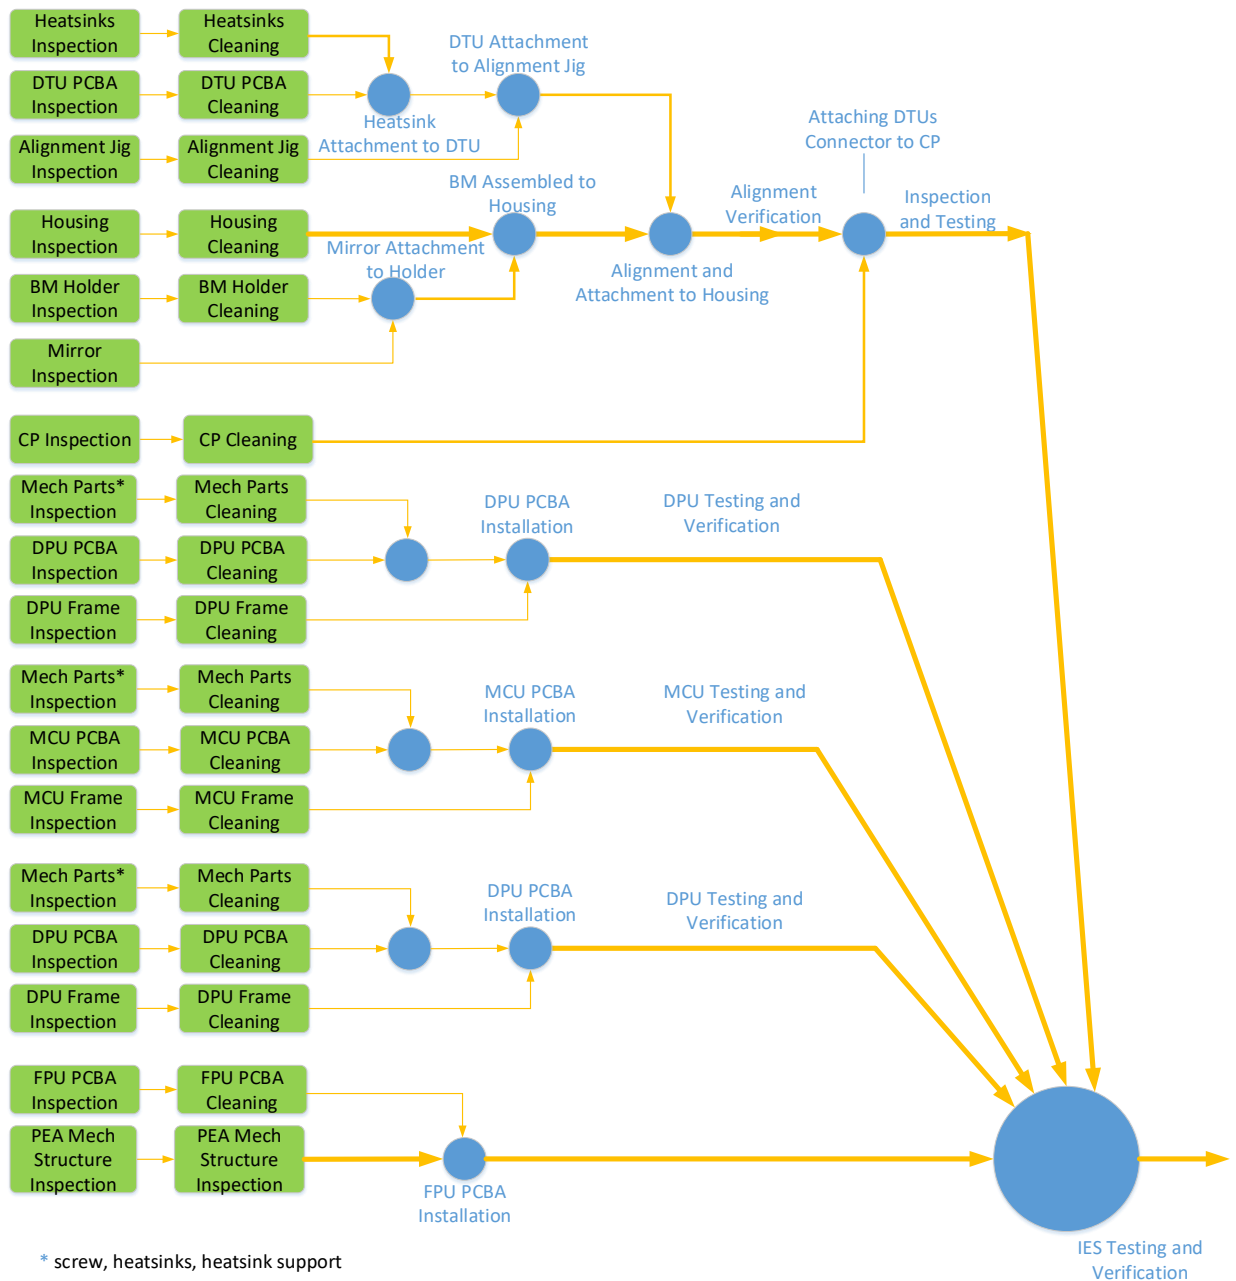 Heatsinks
Inspection
Heatsinks
Cleaning
DTU Attachment
to Alignment Jig
DTU PCBA
Inspection
DTU PCBA
Cleaning
Heatsink
Attachment to DTU
Attaching DTUs
Connector to CP
Alignment Jig
Inspection
Alignment Jig
Cleaning
BM Assembled to
Housing
Alignment
Verification
Inspection
and Testing
Housing
Inspection
Housing
Cleaning
Mirror Attachment
to Holder
Alignment and
Attachment to Housing
BM Holder
Inspection
BM Holder
Cleaning
Mirror
Inspection
CP Inspection
CP Cleaning
Mech Parts*
Inspection
Mech Parts
Cleaning
DPU PCBA
Installation
DPU Testing and
Verification
DPU PCBA
Inspection
DPU PCBA
Cleaning
DPU Frame
Inspection
DPU Frame
Cleaning
Mech Parts*
Inspection
Mech Parts
Cleaning
MCU PCBA
Installation
MCU Testing and
Verification
MCU PCBA
Inspection
MCU PCBA
Cleaning
MCU Frame
Inspection
MCU Frame
Cleaning
Mech Parts*
Inspection
Mech Parts
Cleaning
DPU PCBA
Installation
DPU Testing and
Verification
DPU PCBA
Inspection
DPU PCBA
Cleaning
DPU Frame
Inspection
DPU Frame
Cleaning
FPU PCBA
Inspection
FPU PCBA
Cleaning
PEA Mech
Structure
Inspection
PEA Mech
Structure
Inspection
FPU PCBA
Installation
IES Testing and
Verification
* screw, heatsinks, heatsink support